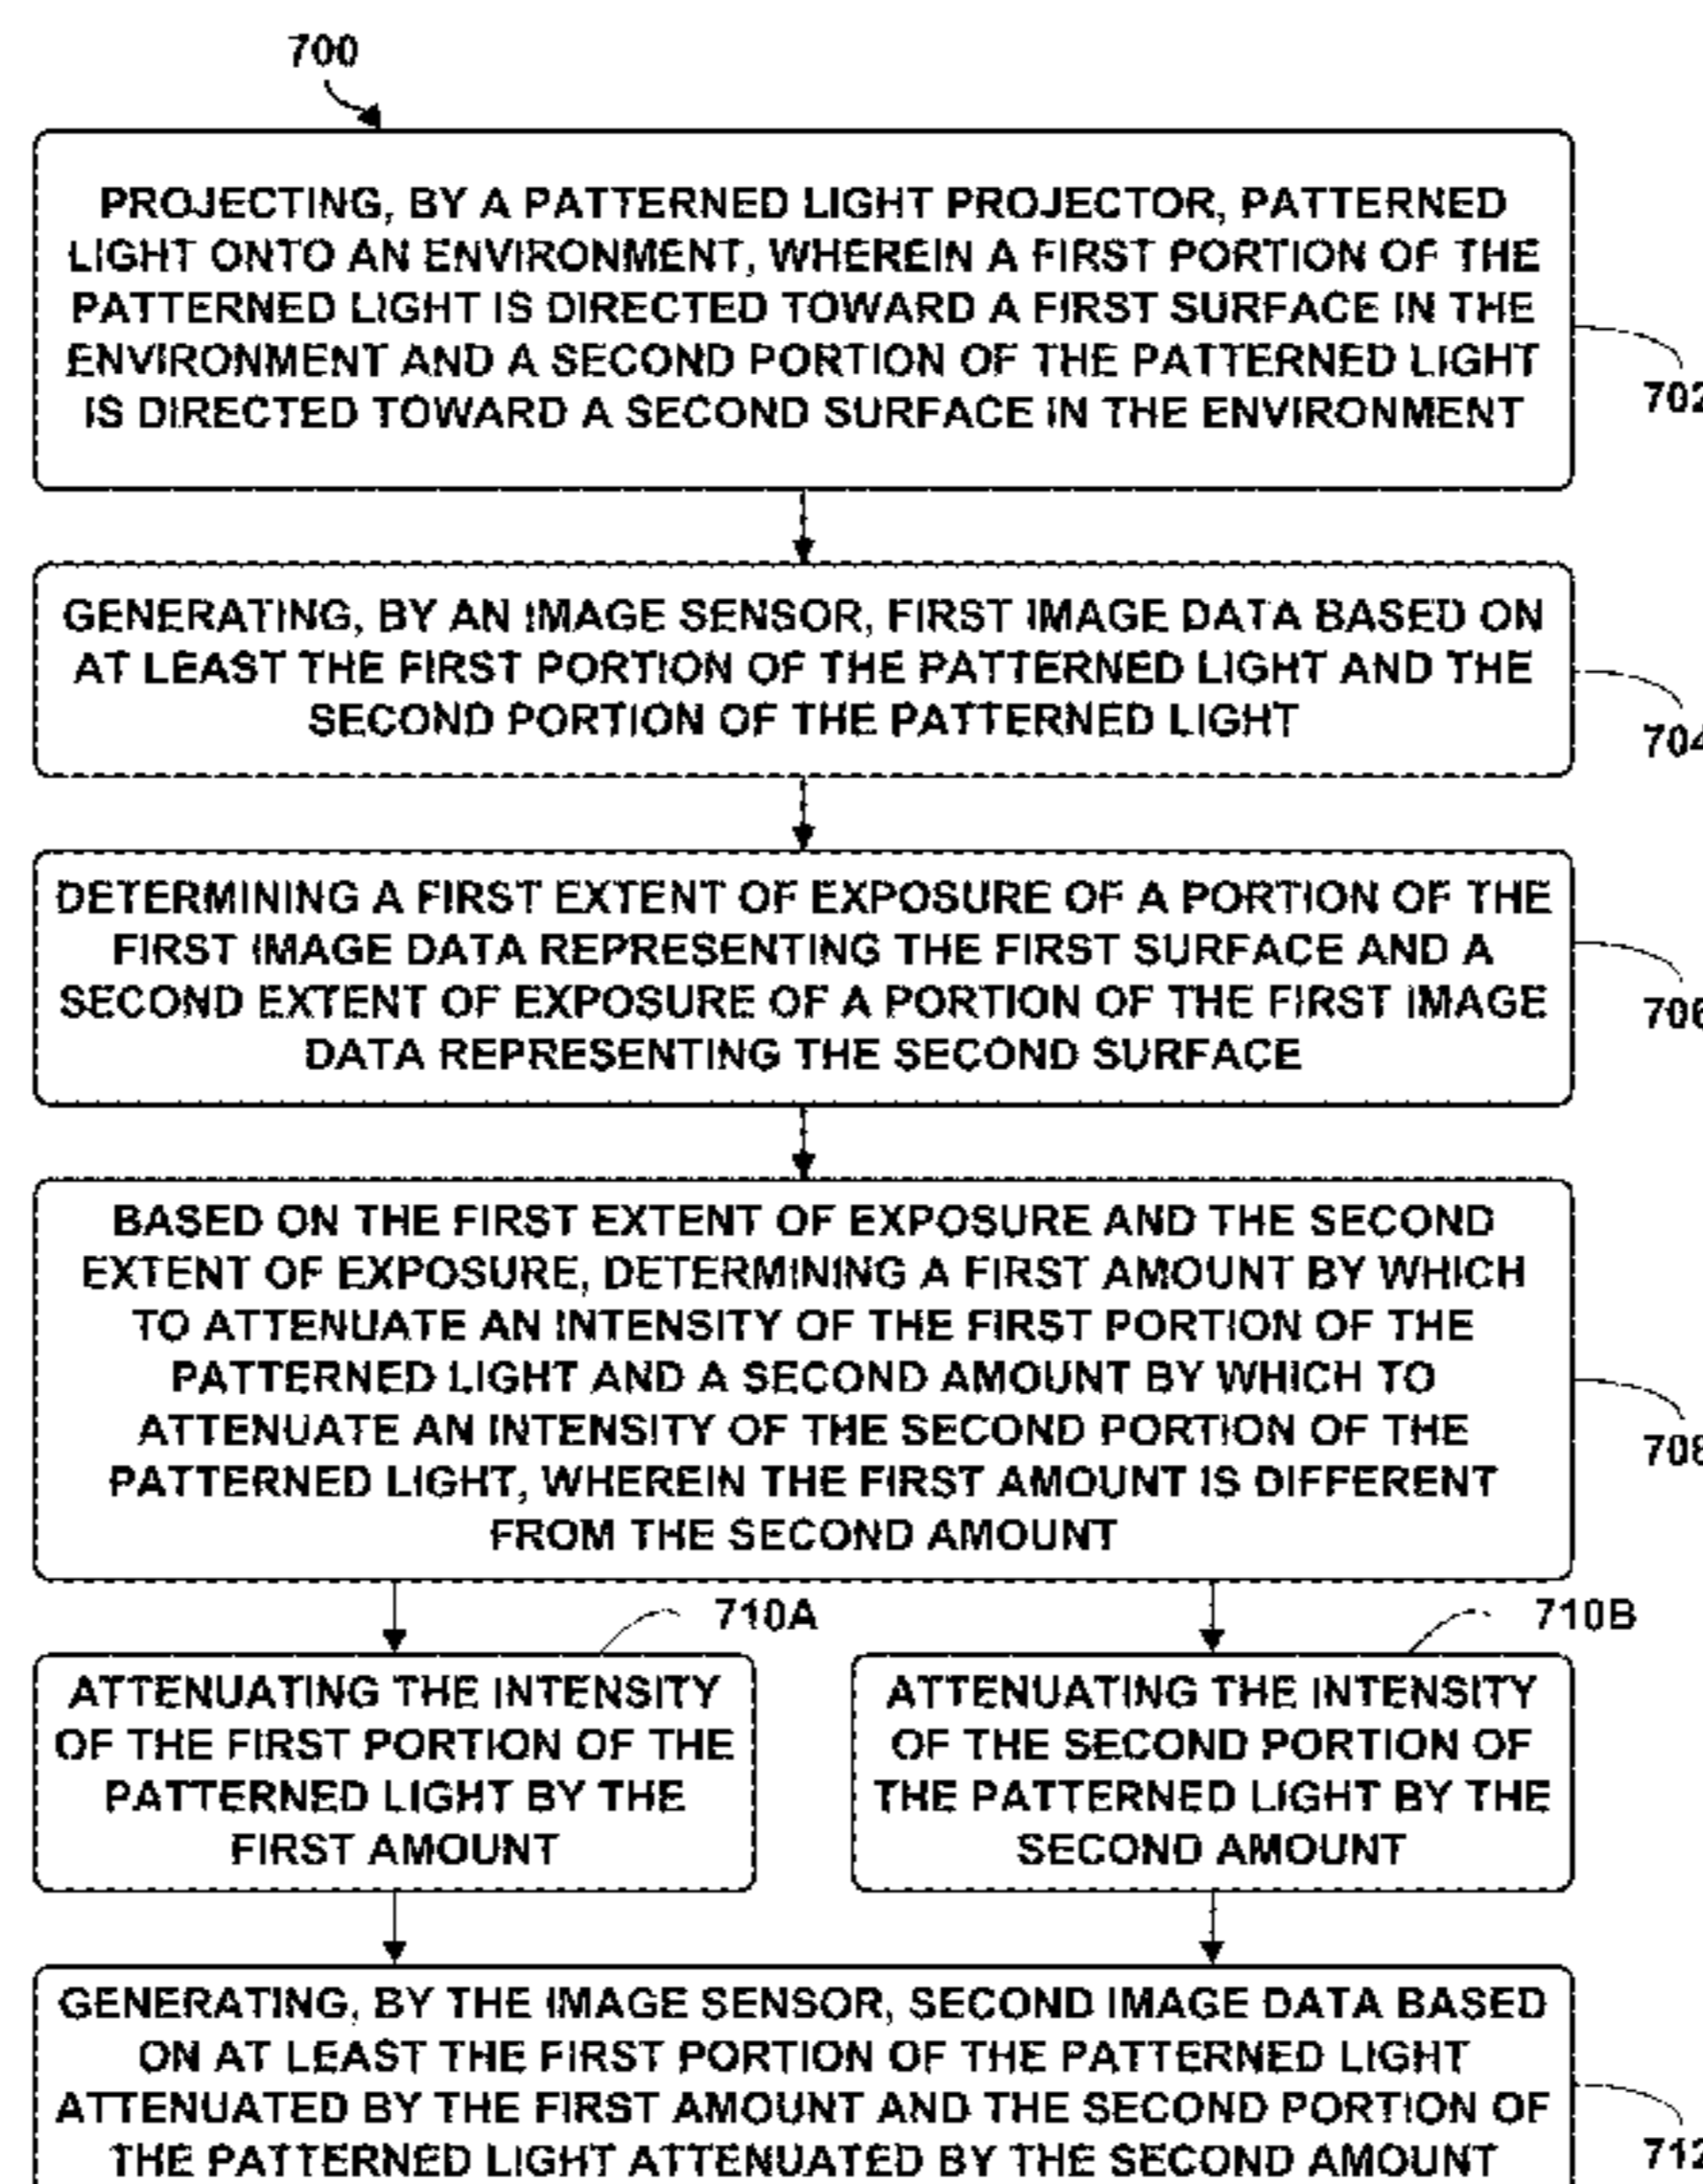 700
PROJECTING, BY A PATTERNED LIGHT PROJECTOR, PATTERNED
LIGHT ONTO AN ENVIRONMENT, WHEREIN A FIRST PORTION OF THE
PATTERNED LIGHT IS DIRECTED TOWARD A FIRST SURFACE IN THE
ENVIRONMENT AND A SECOND PORTION OF THE PATTERNED LIGHT
IS DIRECTED TOWARD A SECOND SURFACE IN THE ENVIRONMENT
702
GENERATING, BY AN IMAGE SENSOR, FIRST IMAGE DATA BASED ON
AT LEAST THE FIRST PORTION OF THE PATTERNED LIGHT AND THE
SECOND PORTION OF THE PATTERNED LIGHT
704
DETERMINING A FIRST EXTENT OF EXPOSURE OF A PORTION OF THE
FIRST IMAGE DATA REPRESENTING THE FIRST SURFACE AND A
SECOND EXTENT OF EXPOSURE OF A PORTION OF THE FIRST IMAGE
DATA REPRESENTING THE SECOND SURFACE
706
BASED ON THE FIRST EXTENT OF EXPOSURE AND THE SECOND
EXTENT OF EXPOSURE, DETERMINING A FIRST AMOUNT BY WHICH
TO ATTENUATE AN INTENSITY OF THE FIRST PORTION OF THE
PATTERNED LIGHT AND A SECOND AMOUNT BY WHICH TO
ATTENUATE AN INTENSITY OF THE SECOND PORTION OF THE
PATTERNED LIGHT, WHEREIN THE FIRST AMOUNT IS DIFFERENT
FROM THE SECOND AMOUNT
708
710A
ATTENUATING THE INTENSITY
OF THE FIRST PORTION OF THE
PATTERNED LIGHT BY THE
FIRST AMOUNT
710B
ATTENUATING THE INTENSITY
OF THE SECOND PORTION OF
THE PATTERNED LIGHT BY THE
SECOND AMOUNT
GENERATING, BY THE IMAGE SENSOR, SECOND IMAGE DATA BASED
ON AT LEAST THE FIRST PORTION OF THE PATTERNED LIGHT
ATTENUATED BY THE FIRST AMOUNT AND THE SECOND PORTION OF
THE PATTERNED LIGHT ATTENUATED BY THE SECOND AMOUNT
712